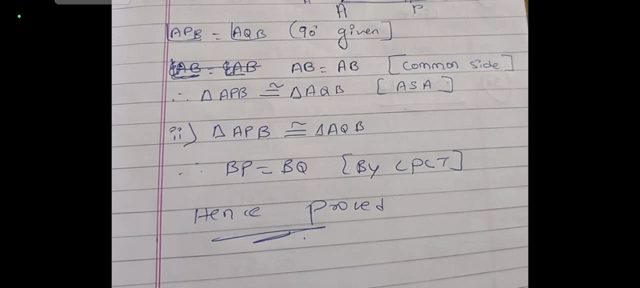 A P
∠APB = ∠AQB (90° given]
AB = AB [Common side]
∴ ΔAPB ≅ ΔAQB [ASA]
ii) ΔAPB ≅ ΔAQB
∴ BP = BQ [By CPCT]
Hence Proved